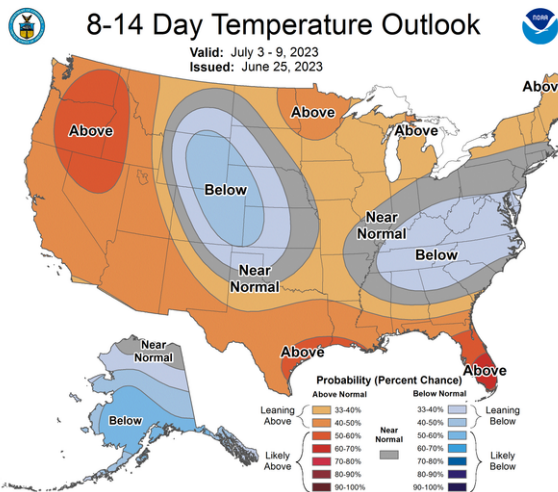 8-14 Day Temperature Outlook
Valid: July 3 - 9, 2023
Issued: June 25, 2023
NOAA
Above
Above
Above
Above
Below
Near
Normal
Below
Near
Normal
Above
Above
Near
Normal
Below
Probability (Percent Chance)
Above Normal
Below Normal
Leaning
Above
33-40%
40-50%
Likely
Above
50-60%
60-70%
70-80%
80-90%
90-100%
Near
Normal
33-40%
40-50%
Leaning
Below
50-60%
60-70%
70-80%
80-90%
90-100%
Likely
Below